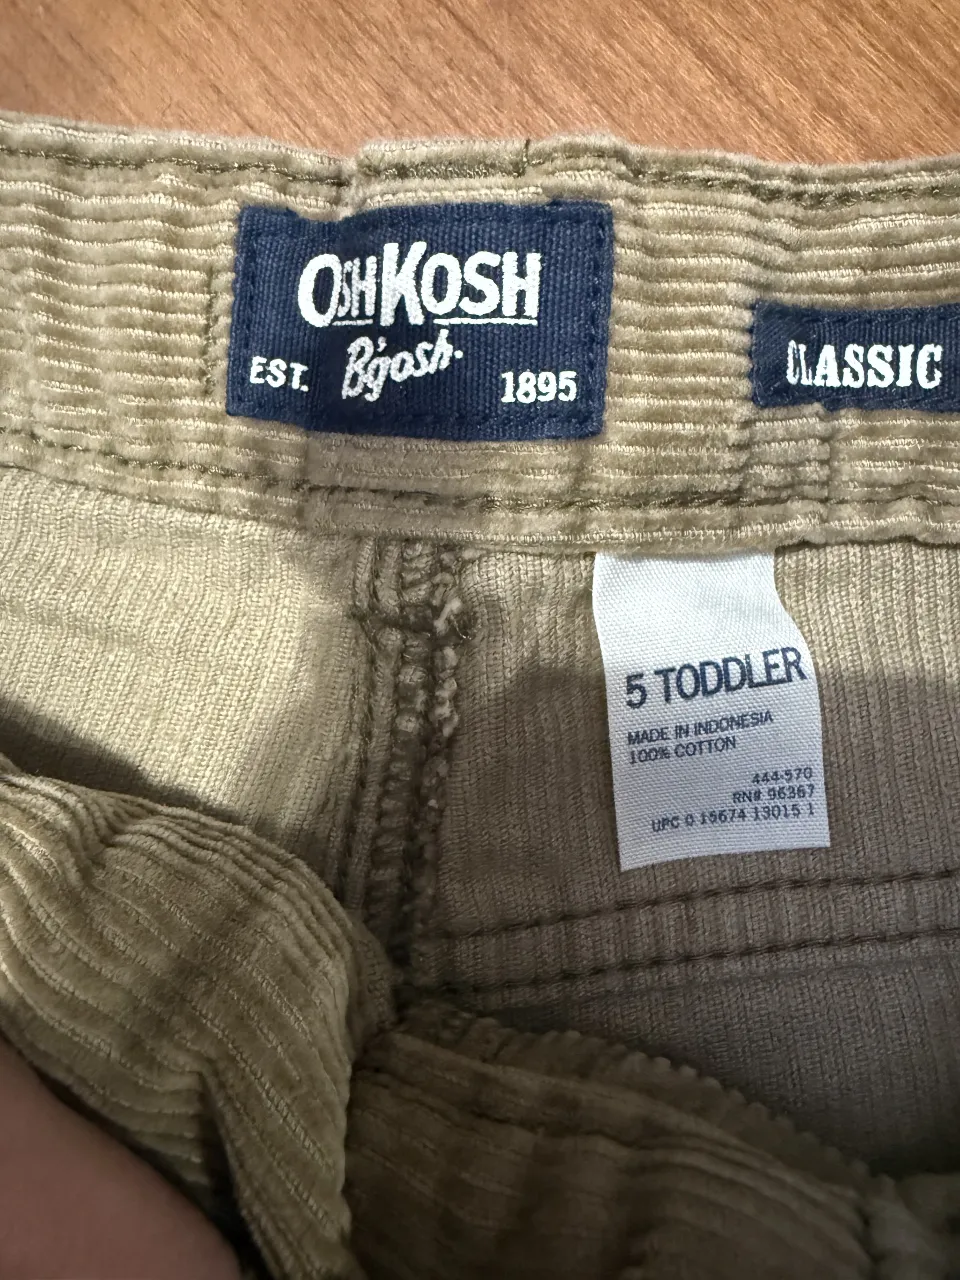 OSHKOSH
B'gosh.
EST. 1895
CLASSIC
5 TODDLER
MADE IN INDONESIA
100% COTTON
444-570
RN# 96367
UPC 0 15674 13015 1